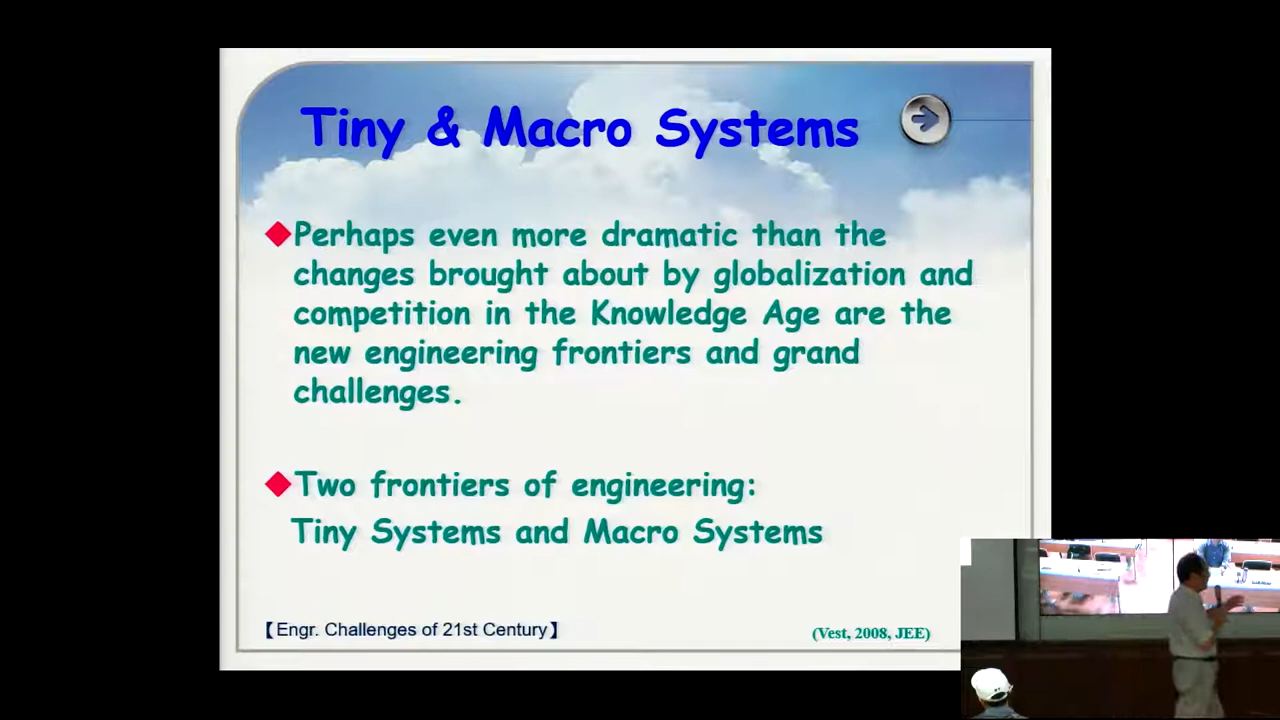 Tiny & Macro Systems
Perhaps even more dramatic than the
changes brought about by globalization and
competition in the Knowledge Age are the
new engineering frontiers and grand
challenges.
Two frontiers of engineering:
Tiny Systems and Macro Systems
【Engr. Challenges of 21st Century】
(Vest, 2008, JEE)